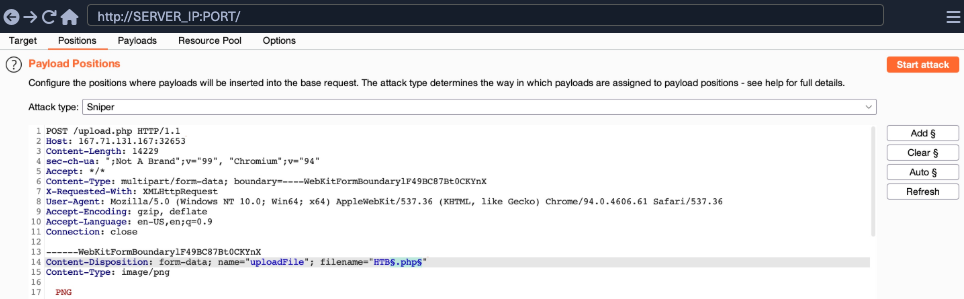 http://SERVER_IP:PORT/
Target Positions Payloads Resource Pool Options
? Payload Positions
Start attack
Configure the positions where payloads will be inserted into the base request. The attack type determines the way in which payloads are assigned to payload positions - see help for full details.
Attack type: Sniper
1 POST /upload.php HTTP/1.1
2 Host: 167.71.131.167:32653
3 Content-Length: 14229
4 sec-ch-ua: ";Not A Brand";v="99", "Chromium";v="94"
5 Accept: */*
6 Content-Type: multipart/form-data; boundary=----WebKitFormBoundarylF49BC87Bt0CKYnX
7 X-Requested-With: XMLHttpRequest
8 User-Agent: Mozilla/5.0 (Windows NT 10.0; Win64; x64) AppleWebKit/537.36 (KHTML, like Gecko) Chrome/94.0.4606.61 Safari/537.36
9 Accept-Encoding: gzip, deflate
10 Accept-Language: en-US,en;q=0.9
11 Connection: close
12
13 ------WebKitFormBoundarylF49BC87Bt0CKYnX
14 Content-Disposition: form-data; name="uploadFile"; filename="HTB§.php§"
15 Content-Type: image/png
16
17 PNG
Add §
Clear §
Auto §
Refresh